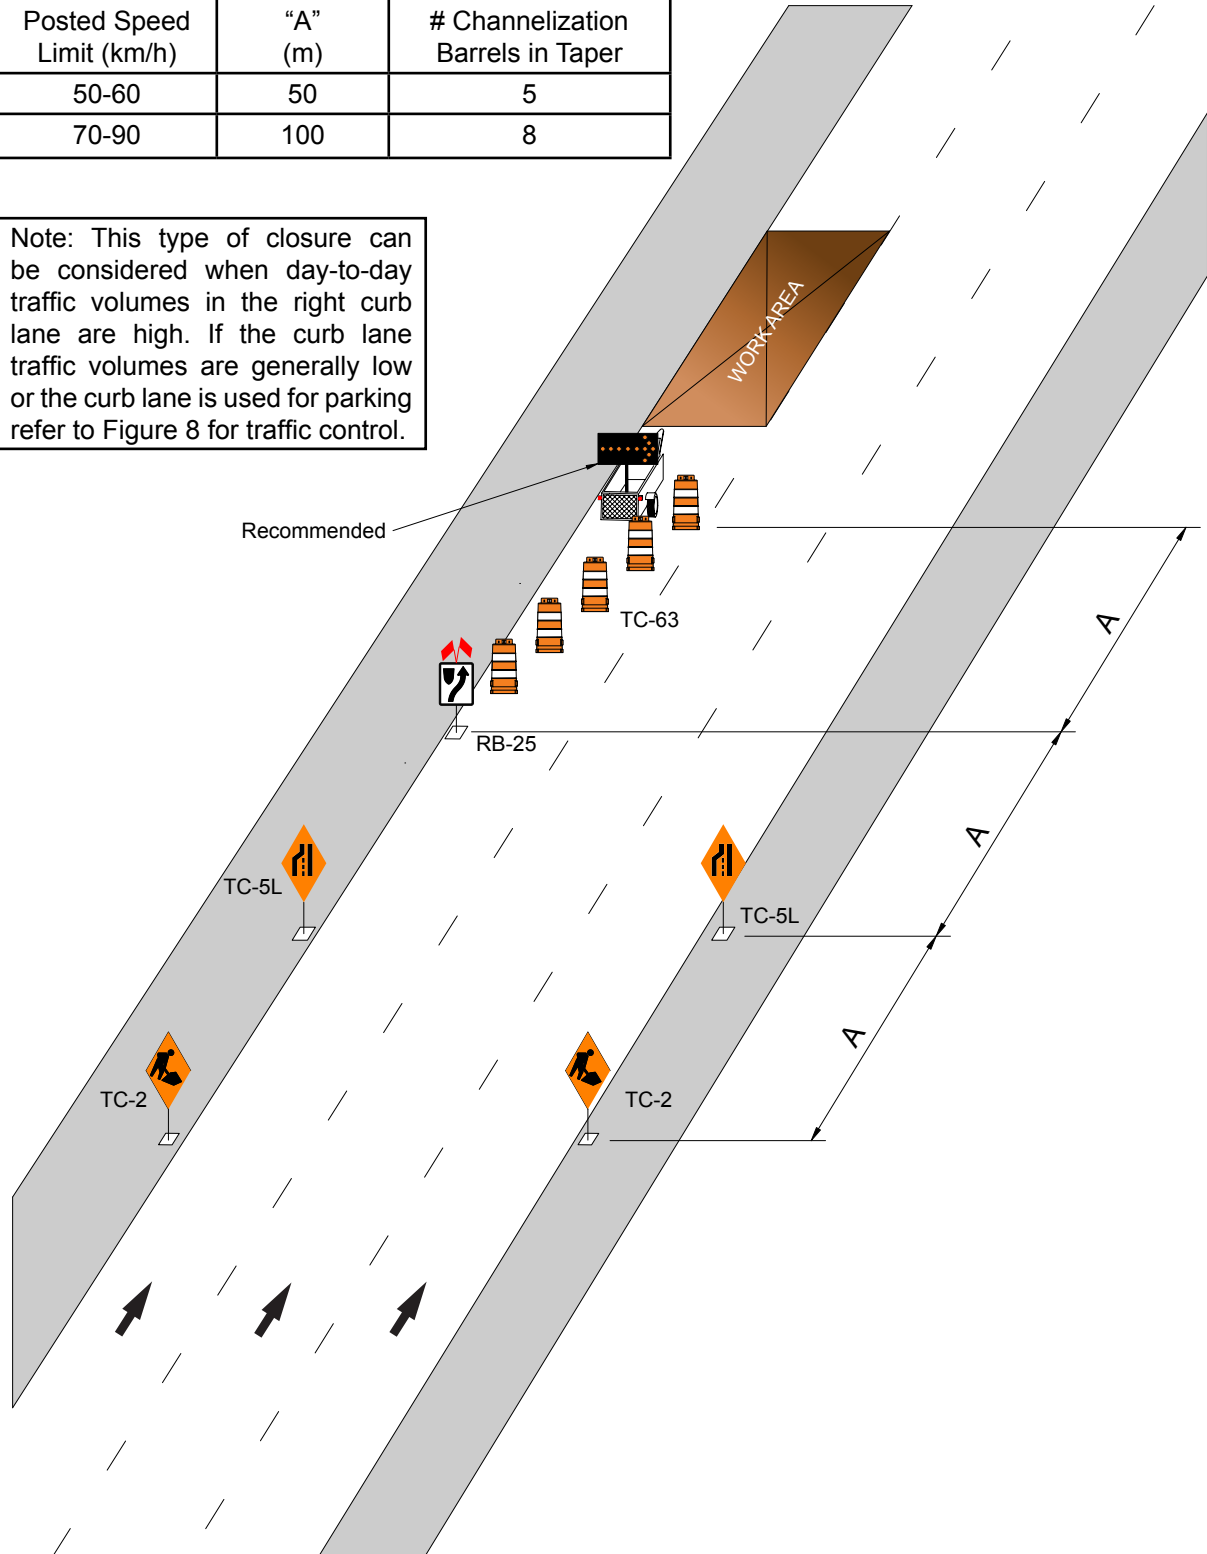 Posted Speed Limit (km/h)
“A” (m)
# Channelization Barrels in Taper
50-60 50 5
70-90 100 8
Note: This type of closure can
be considered when day-to-day
traffic volumes in the right curb
lane are high. If the curb lane
traffic volumes are generally low
or the curb lane is used for parking
refer to Figure 8 for traffic control.
WORK AREA
Recommended
TC-63
A
RB-25
A
TC-5L
TC-5L
A
TC-2
TC-2